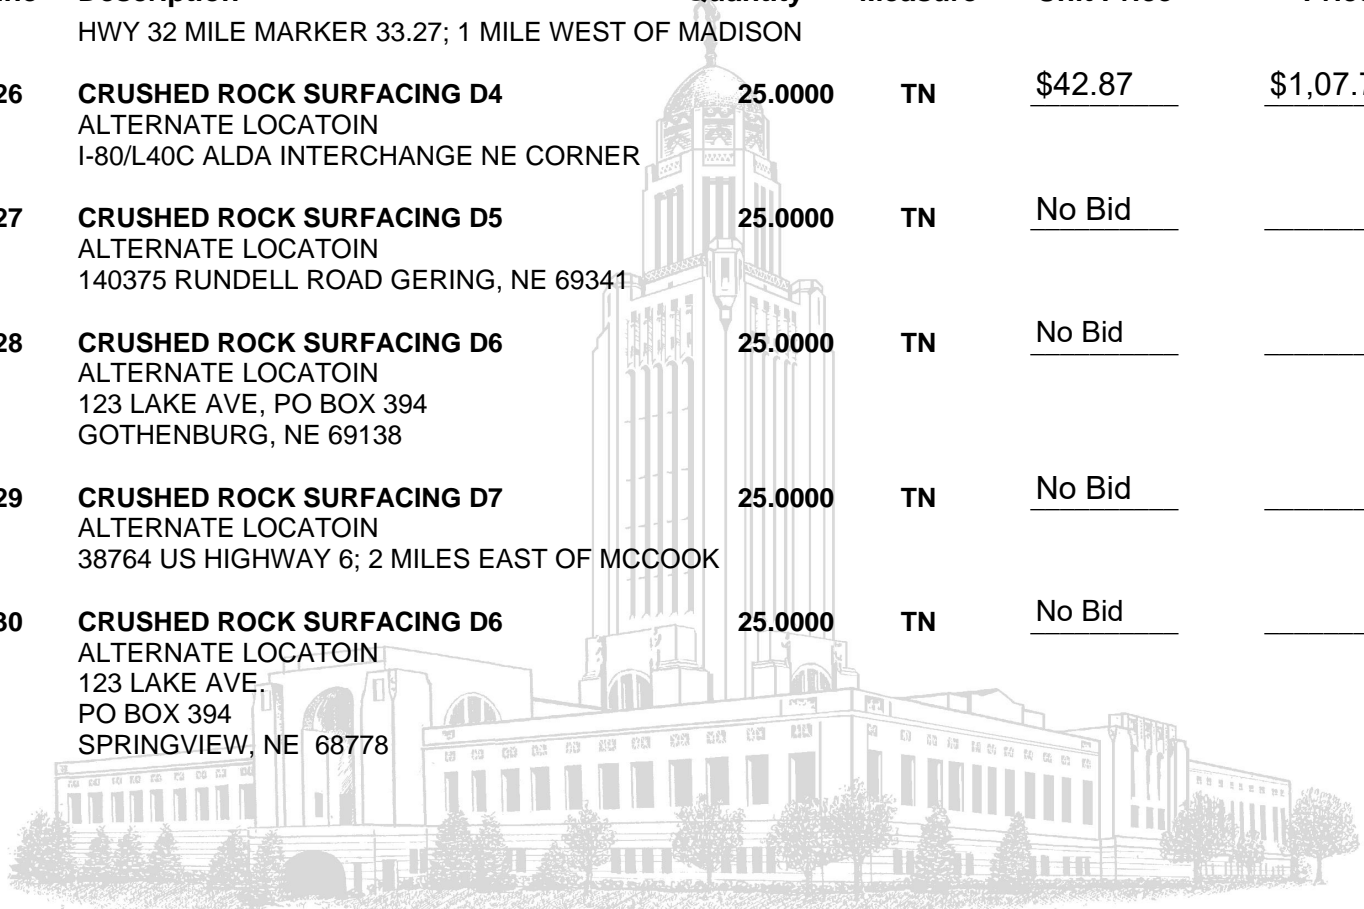 HWY 32 MILE MARKER 33.27; 1 MILE WEST OF MADISON
26 CRUSHED ROCK SURFACING D4 25.0000 TN $42.87 $1,07.7
ALTERNATE LOCATOIN
I-80/L40C ALDA INTERCHANGE NE CORNER
27 CRUSHED ROCK SURFACING D5 25.0000 TN No Bid
ALTERNATE LOCATOIN
140375 RUNDELL ROAD GERING, NE 69341
28 CRUSHED ROCK SURFACING D6 25.0000 TN No Bid
ALTERNATE LOCATOIN
123 LAKE AVE, PO BOX 394
GOTHENBURG, NE 69138
29 CRUSHED ROCK SURFACING D7 25.0000 TN No Bid
ALTERNATE LOCATOIN
38764 US HIGHWAY 6; 2 MILES EAST OF MCCOOK
30 CRUSHED ROCK SURFACING D6 25.0000 TN No Bid
ALTERNATE LOCATOIN
123 LAKE AVE.
PO BOX 394
SPRINGVIEW, NE 68778